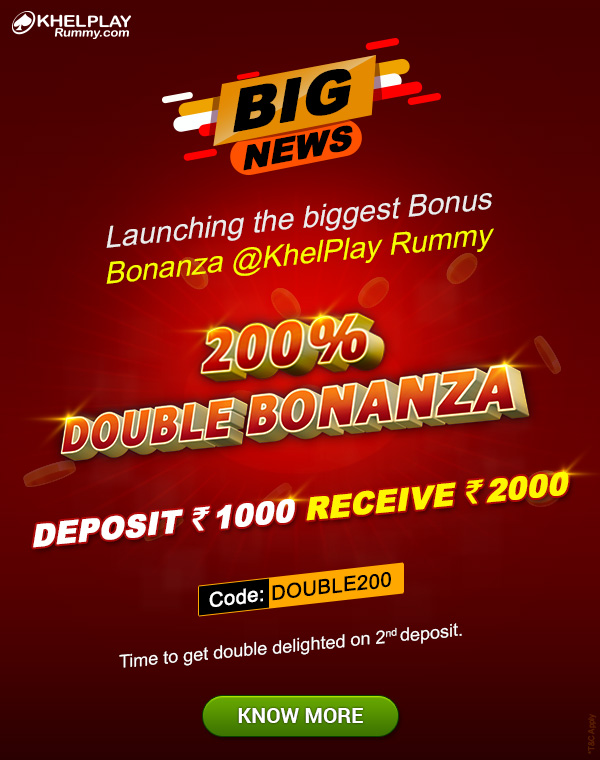 KHELPLAY
Rummy.com
BIG
NEWS
Launching the biggest Bonus
Bonanza @KhelPlay Rummy
200%
DOUBLE BONANZA
DEPOSIT ₹1000 RECEIVE ₹2000
Code: DOUBLE200
Time to get double delighted on 2nd deposit.
KNOW MORE
*T&C Apply